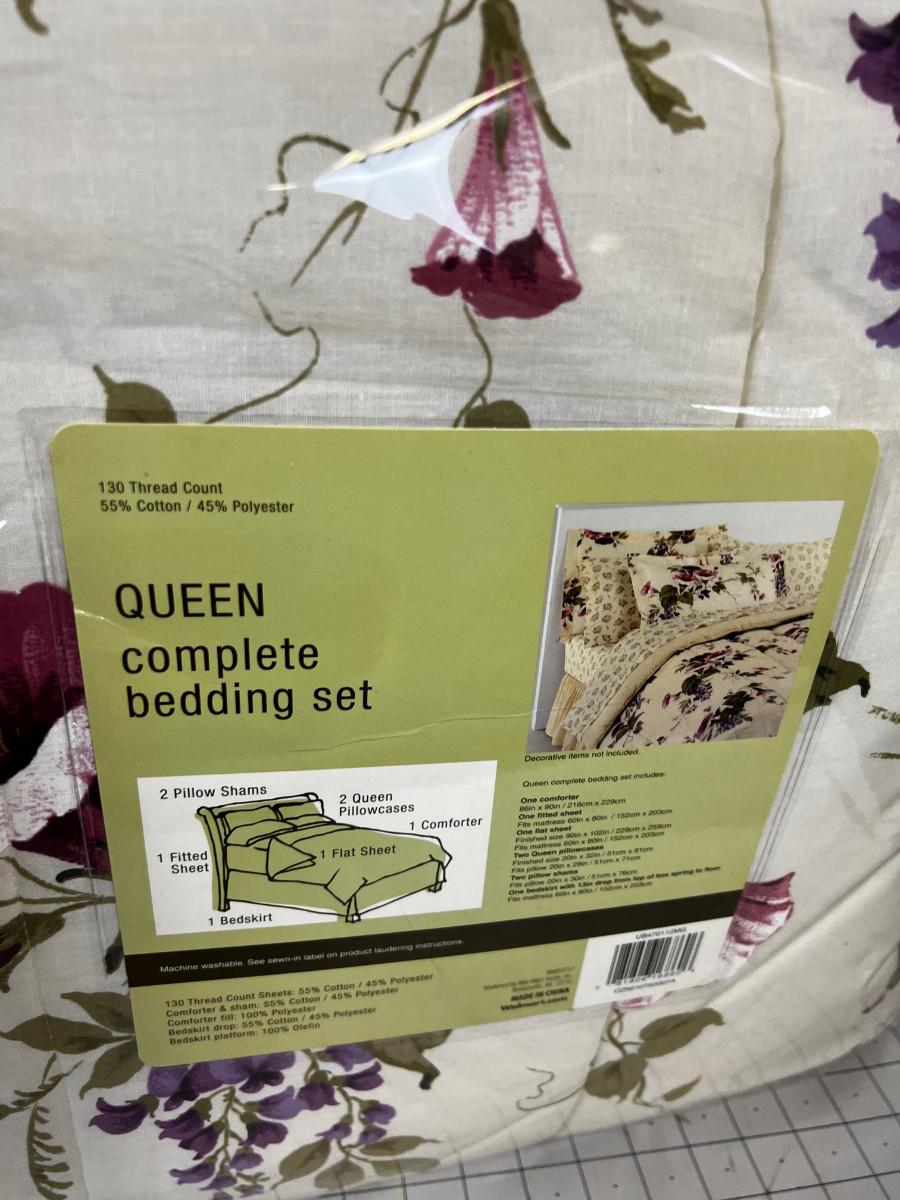 130 Thread Count
55% Cotton / 45% Polyester
QUEEN
complete
bedding set
Decorative items not included.
2 Pillow Shams
2 Queen
Pillowcases
1 Comforter
1 Fitted
Sheet
1 Flat Sheet
1 Bedskirt
Queen complete bedding set includes:
One comforter
86in x 90in / 218cm x 229cm
One fitted sheet
Fits mattress 60in x 80in / 152cm x 203cm
One flat sheet
Finished size 90in x 102in / 229cm x 259cm
Fits mattress 60in x 80in / 152cm x 203cm
Two Queen pillowcases
Finished size 20in x 32in / 51cm x 81cm
Fits pillow 20in x 28in / 51cm x 71cm
Two pillow shams
Fits pillow 20in x 30in / 51cm x 76cm
One bedskirt with 13in drop from top of box spring to floor
Fits mattress 60in x 80in / 152cm x 203cm
Machine washable. See sewn-in label on product laudering instructions.
130 Thread Count Sheets: 55% Cotton / 45% Polyester
Comforter & sham: 55% Cotton / 45% Polyester
Comforter fill: 100% Polyester
Bedskirt drop: 55% Cotton / 45% Polyester
Bedskirt platform: 100% Olefin
MADE IN CHINA
Walmart.com